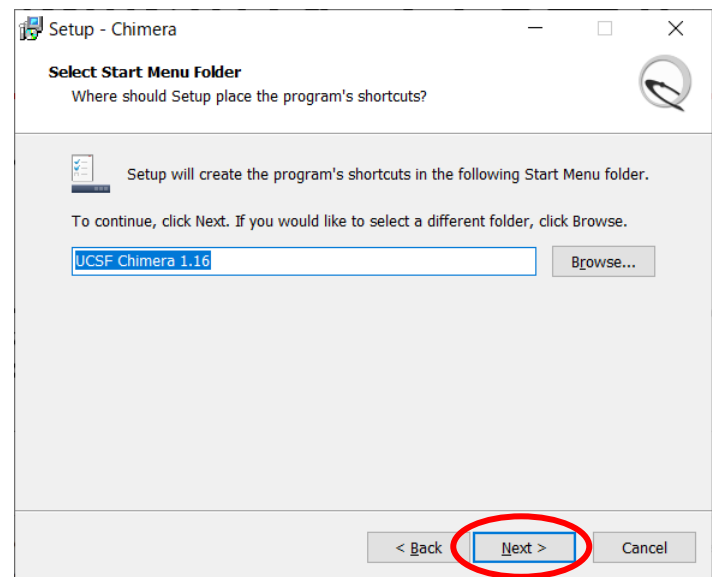 Setup - Chimera
Select Start Menu Folder
Where should Setup place the program's shortcuts?
Setup will create the program's shortcuts in the following Start Menu folder.
To continue, click Next. If you would like to select a different folder, click Browse.
UCSF Chimera 1.16
Browse...
< Back
Next >
Cancel